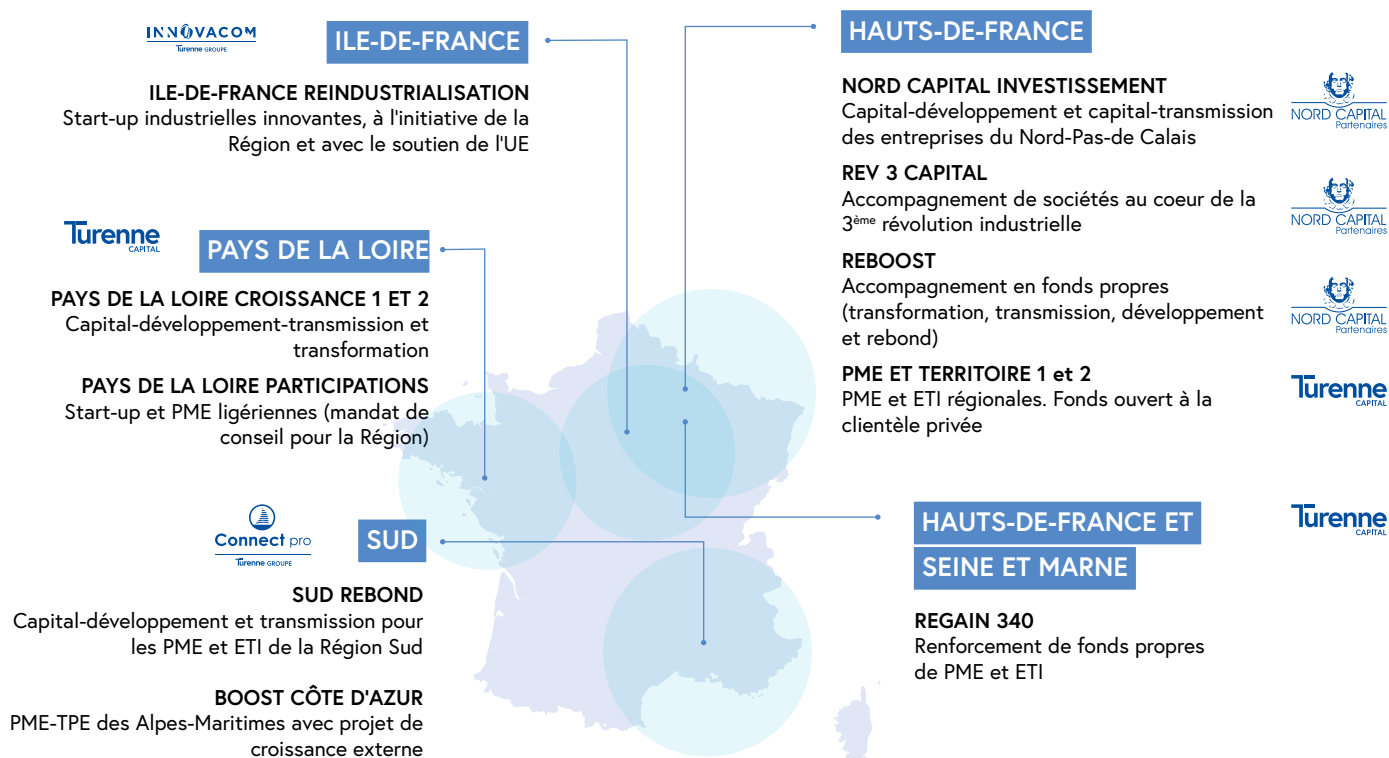 INNOVACOM
Turenne GROUPE
ILE-DE-FRANCE
ILE-DE-FRANCE REINDUSTRIALISATION
Start-up industrielles innovantes, à l'initiative de la
Région et avec le soutien de l'UE
Turenne
CAPITAL
PAYS DE LA LOIRE
PAYS DE LA LOIRE CROISSANCE 1 ET 2
Capital-développement-transmission et
transformation
PAYS DE LA LOIRE PARTICIPATIONS
Start-up et PME ligériennes (mandat de
conseil pour la Région)
Connect pro
Turenne GROUPE
SUD
SUD REBOND
Capital-développement et transmission pour
les PME et ETI de la Région Sud
BOOST CÔTE D'AZUR
PME-TPE des Alpes-Maritimes avec projet de
croissance externe
HAUTS-DE-FRANCE
NORD CAPITAL INVESTISSEMENT
Capital-développement et capital-transmission
des entreprises du Nord-Pas-de Calais
NORD CAPITAL
Partenaires
REV 3 CAPITAL
Accompagnement de sociétés au coeur de la
3ème révolution industrielle
NORD CAPITAL
Partenaires
REBOOST
Accompagnement en fonds propres
(transformation, transmission, développement
et rebond)
NORD CAPITAL
Partenaires
PME ET TERRITOIRE 1 et 2
PME et ETI régionales. Fonds ouvert à la
clientèle privée
Turenne
CAPITAL
HAUTS-DE-FRANCE ET
SEINE ET MARNE
Turenne
CAPITAL
REGAIN 340
Renforcement de fonds propres
de PME et ETI